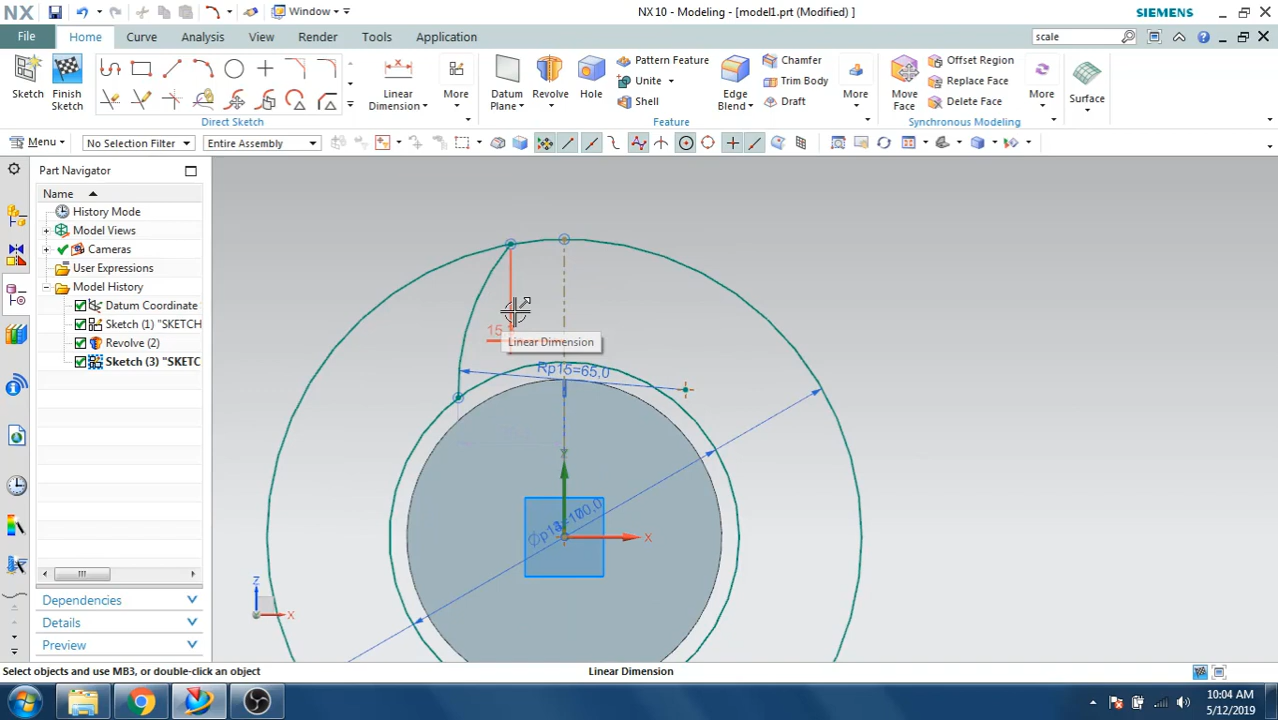 NX
Window
NX 10 - Modeling - [model1.prt (Modified) ]
SIEMENS
File
Home
Curve
Analysis
View
Render
Tools
Application
scale
Sketch
Finish Sketch
Linear Dimension
More
Direct Sketch
Datum Plane
Revolve
Hole
Pattern Feature
Unite
Shell
Edge Blend
Chamfer
Trim Body
Draft
More
Feature
Move Face
Offset Region
Replace Face
Delete Face
More
Synchronous Modeling
Surface
Menu
No Selection Filter
Entire Assembly
Part Navigator
Name
History Mode
Model Views
Cameras
User Expressions
Model History
Datum Coordinate
Sketch (1) "SKETCH
Revolve (2)
Sketch (3) "SKETC
Dependencies
Details
Preview
15
Linear Dimension
Rp15=65,0
Y
X
Z
X
Select objects and use MB3, or double-click an object
Linear Dimension
10:04 AM
5/12/2019